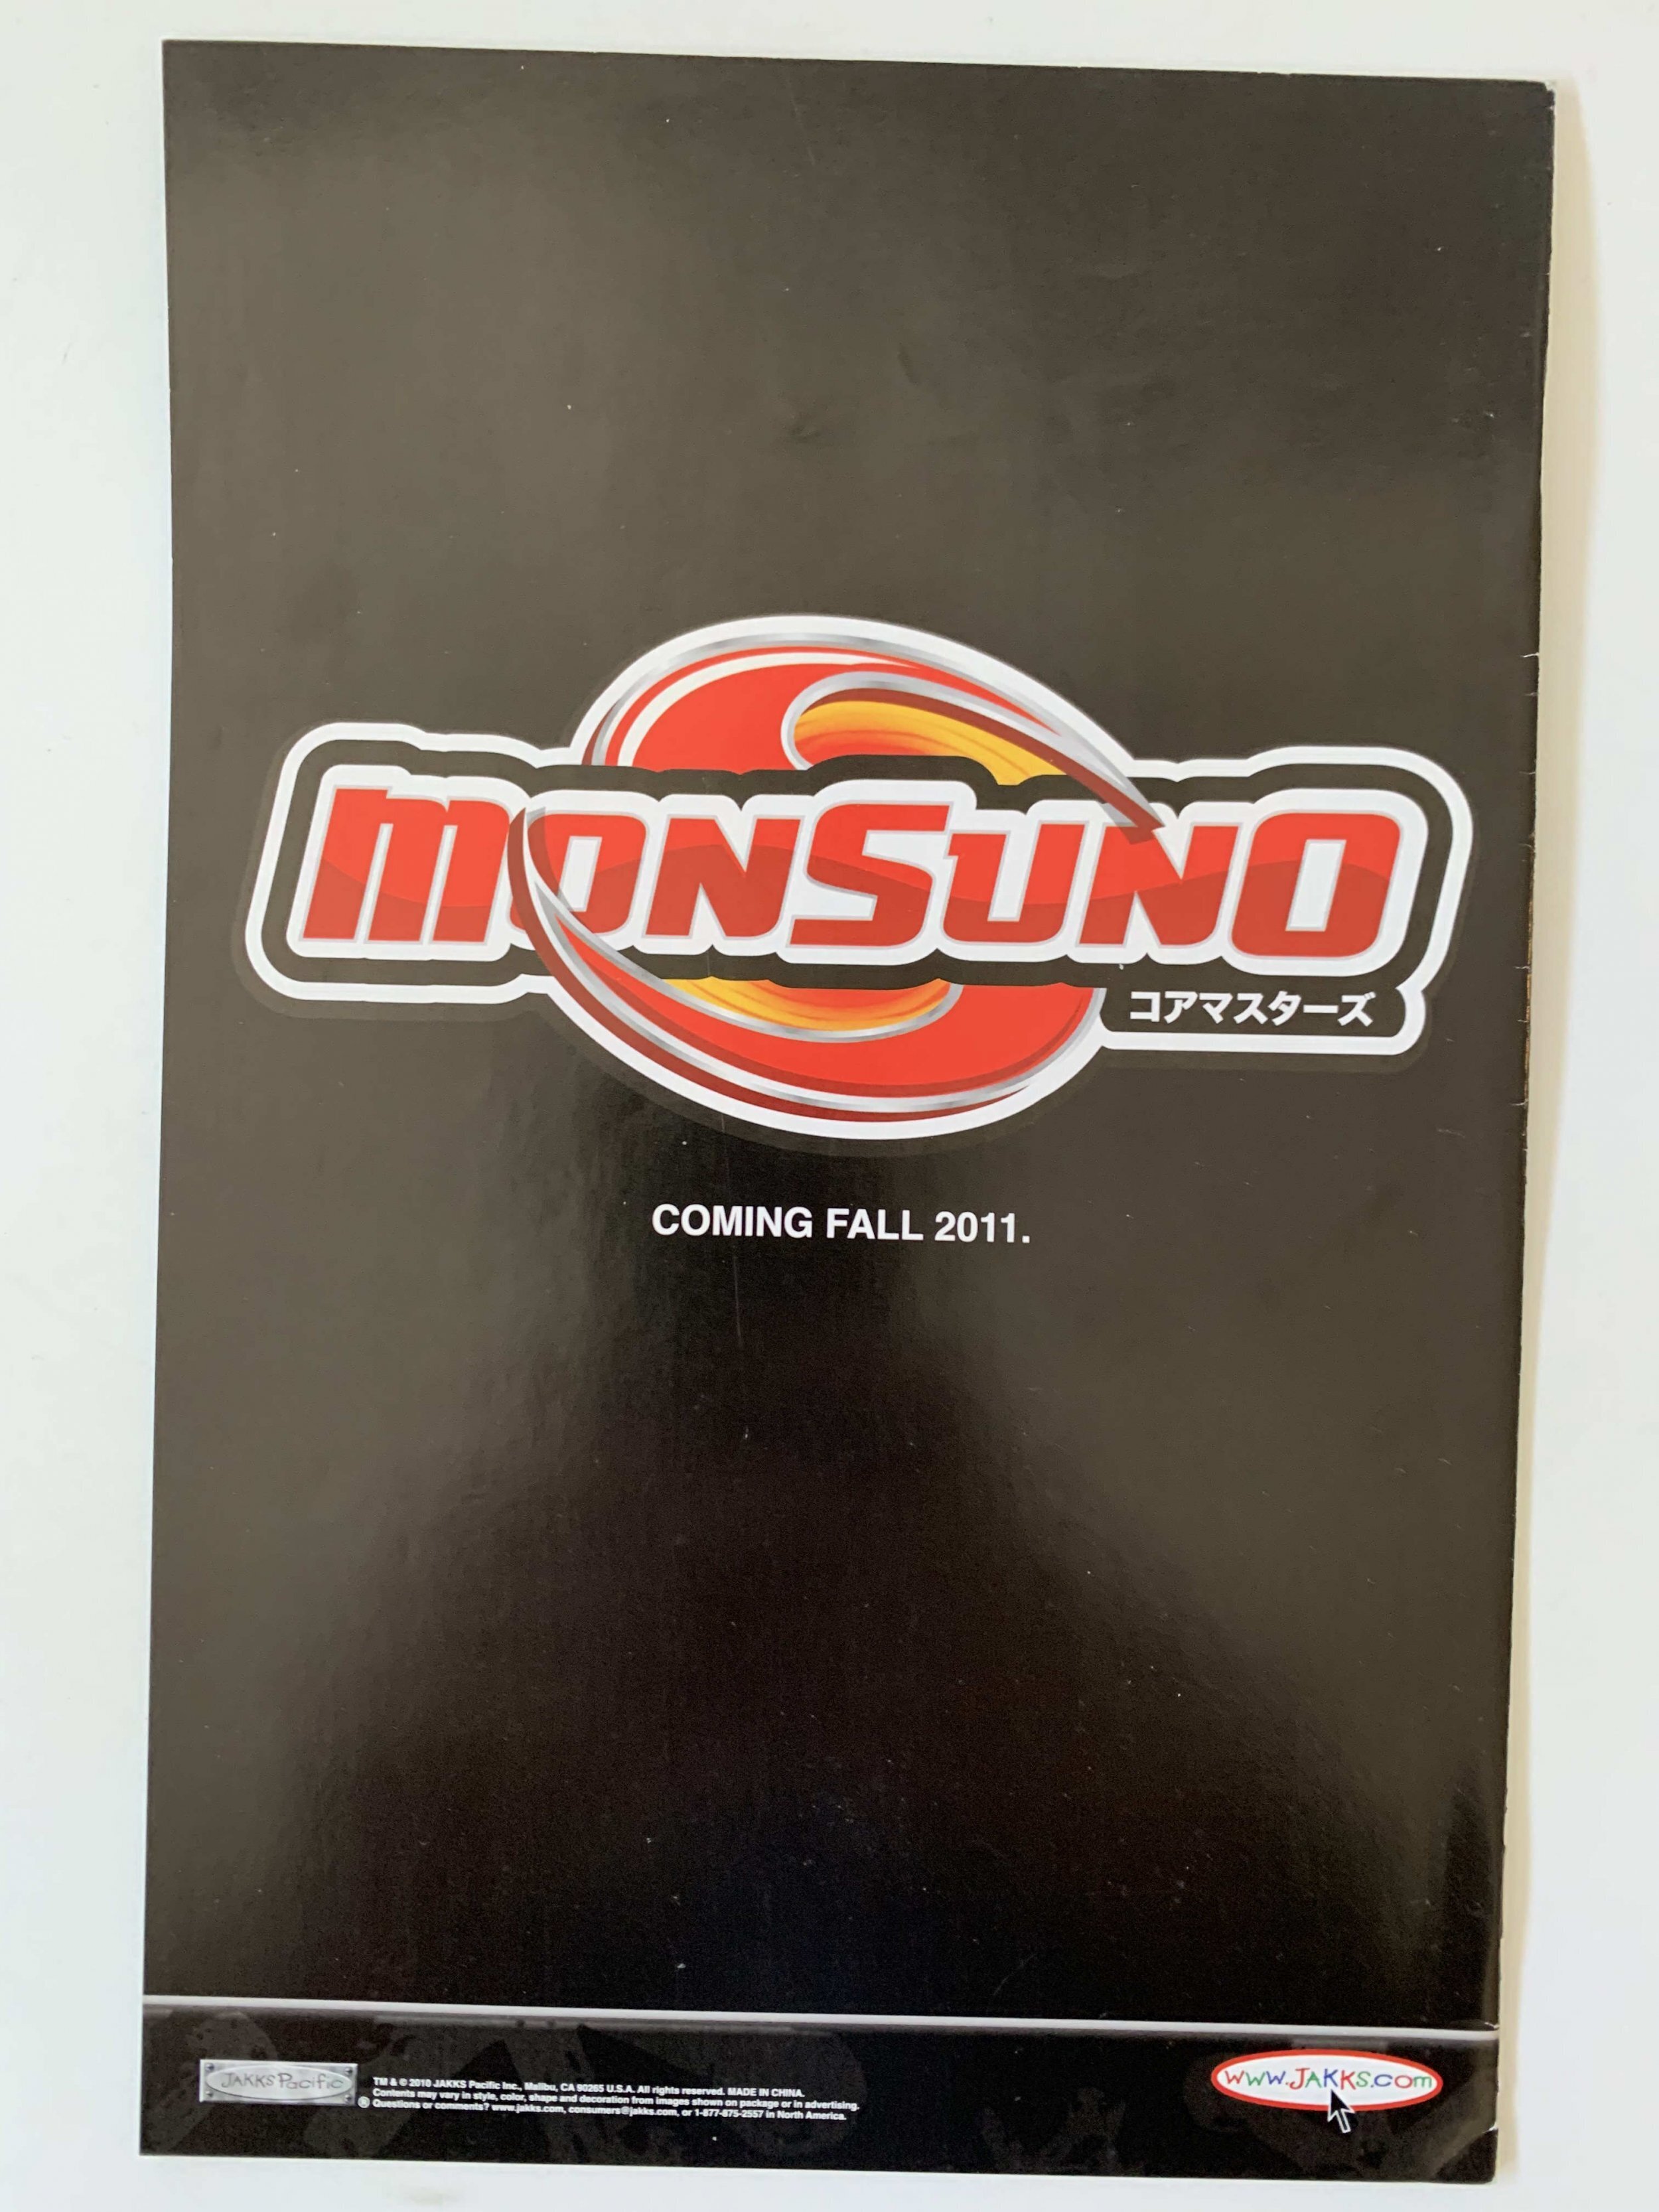 MONSUNO
コアマスターズ
COMING FALL 2011.
JAKKS Pacific
®
TM & © 2010 JAKKS Pacific Inc., Malibu, CA 90265 U.S.A. All rights reserved. MADE IN CHINA.
Contents may vary in style, color, shape and decoration from images shown on package or in advertising.
Questions or comments? www.jakks.com, consumers@jakks.com, or 1-877-875-2557 in North America.
www.JAKKS.com